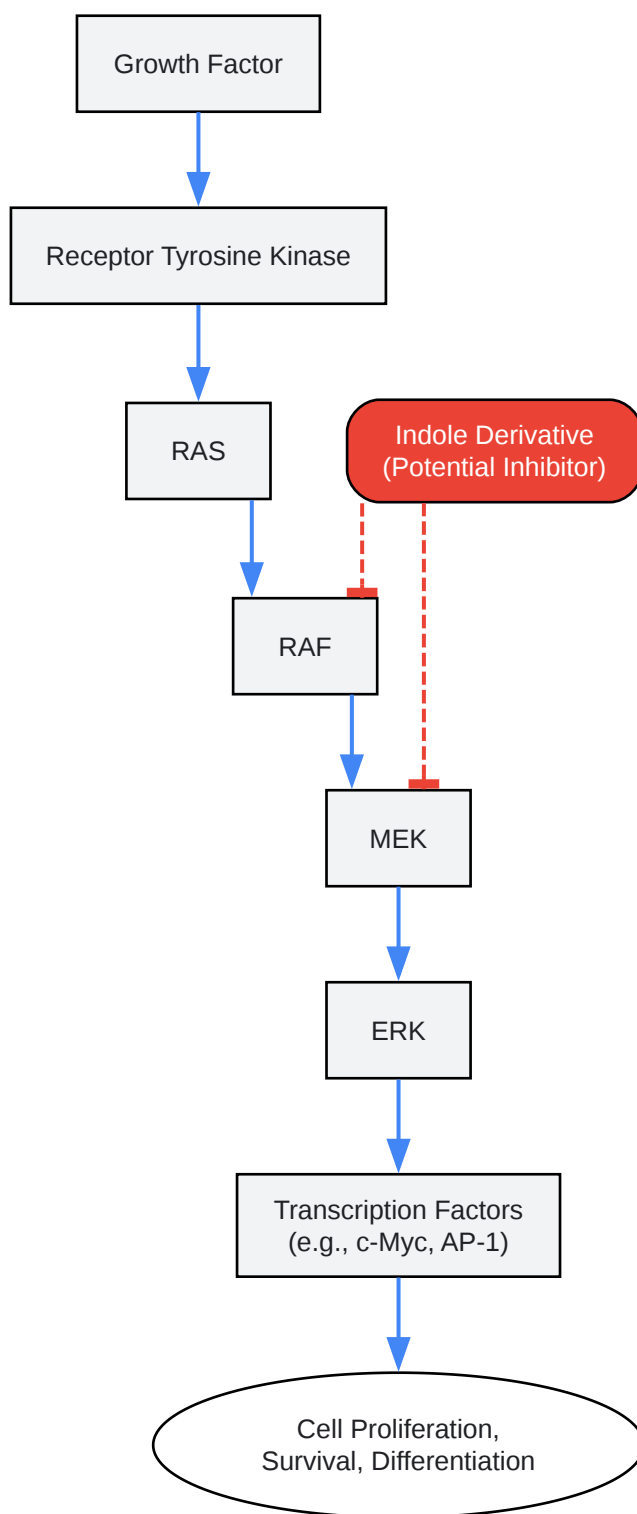 Growth Factor
Receptor Tyrosine Kinase
RAS
Indole Derivative
(Potential Inhibitor)
RAF
MEK
ERK
Transcription Factors
(e.g., c-Myc, AP-1)
Cell Proliferation,
Survival, Differentiation